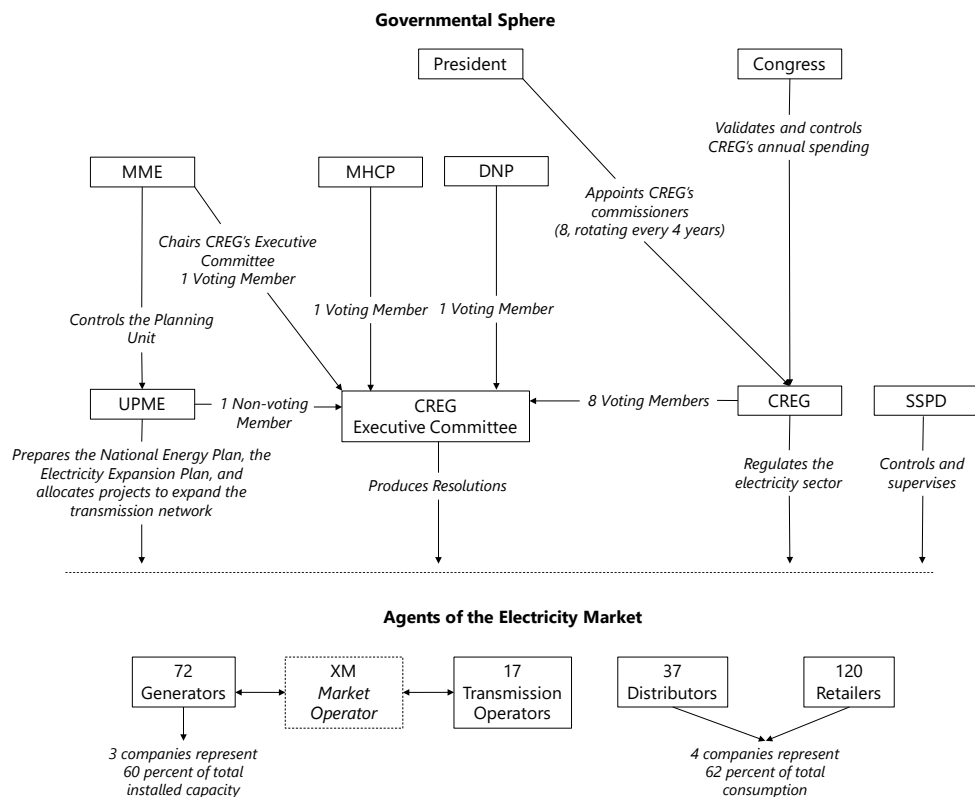 Governmental Sphere
President
Congress
Validates and controls
CREG’s annual spending
MME
MHCP
DNP
Appoints CREG’s
commissioners
(8, rotating every 4 years)
Chairs CREG’s Executive
Committee
1 Voting Member
Controls the Planning
Unit
1 Voting Member
1 Voting Member
UPME
1 Non-voting
Member
CREG
Executive Committee
8 Voting Members
CREG
SSPD
Prepares the National Energy Plan, the
Electricity Expansion Plan, and
allocates projects to expand the
transmission network
Produces Resolutions
Regulates the
electricity sector
Controls and
supervises
Agents of the Electricity Market
72
Generators
XM
Market
Operator
17
Transmission
Operators
37
Distributors
120
Retailers
3 companies represent
60 percent of total
installed capacity
4 companies represent
62 percent of total
consumption